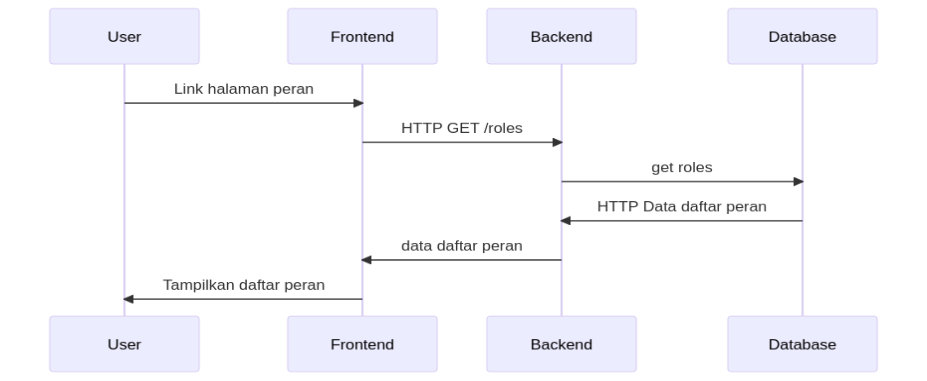 User Frontend Backend Database
Link halaman peran
HTTP GET /roles
get roles
HTTP Data daftar peran
data daftar peran
Tampilkan daftar peran
User Frontend Backend Database